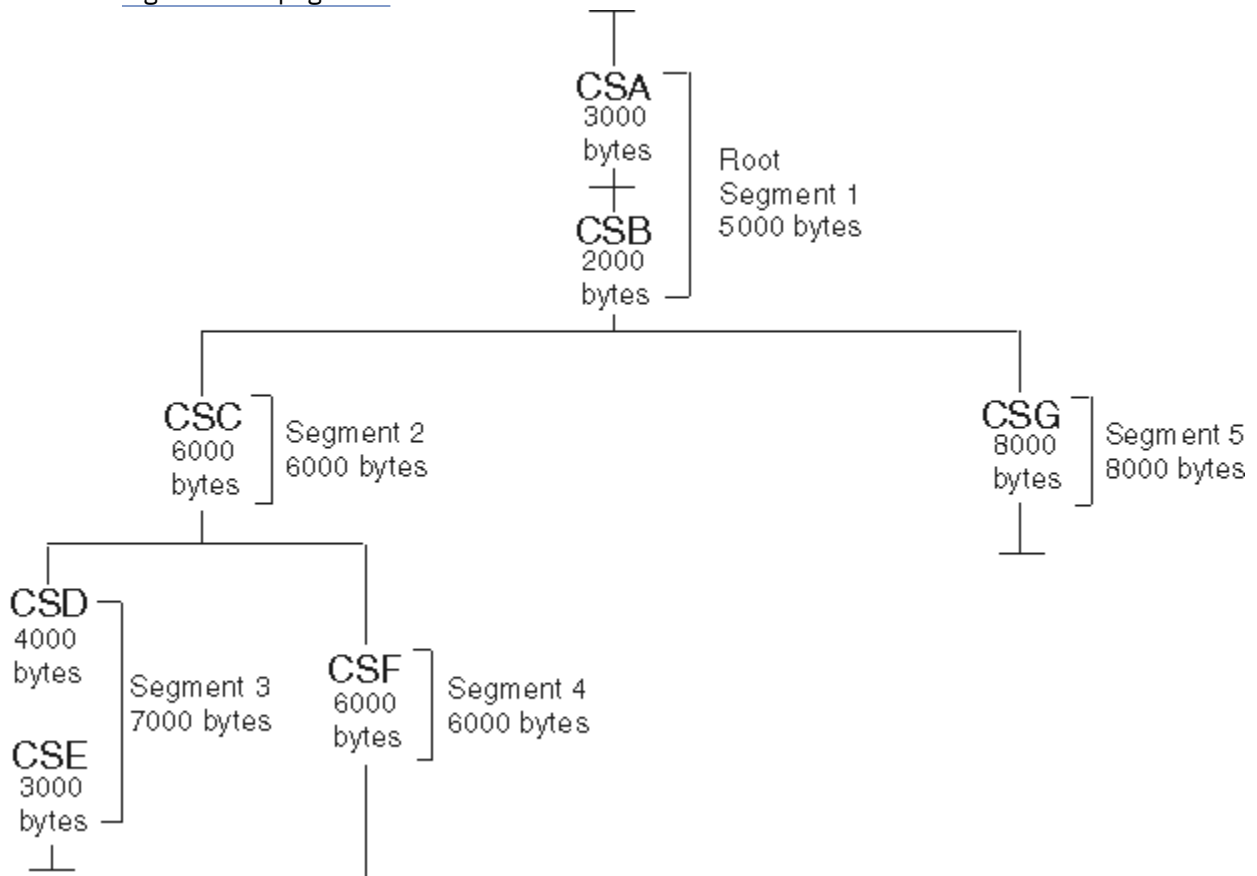 CSA
3000
bytes
Root
Segment 1
5000 bytes
CSB
2000
bytes
CSC
6000
bytes
Segment 2
6000 bytes
CSG
8000
bytes
Segment 5
8000 bytes
CSD
4000
bytes
Segment 3
7000 bytes
CSF
6000
bytes
Segment 4
6000 bytes
CSE
3000
bytes